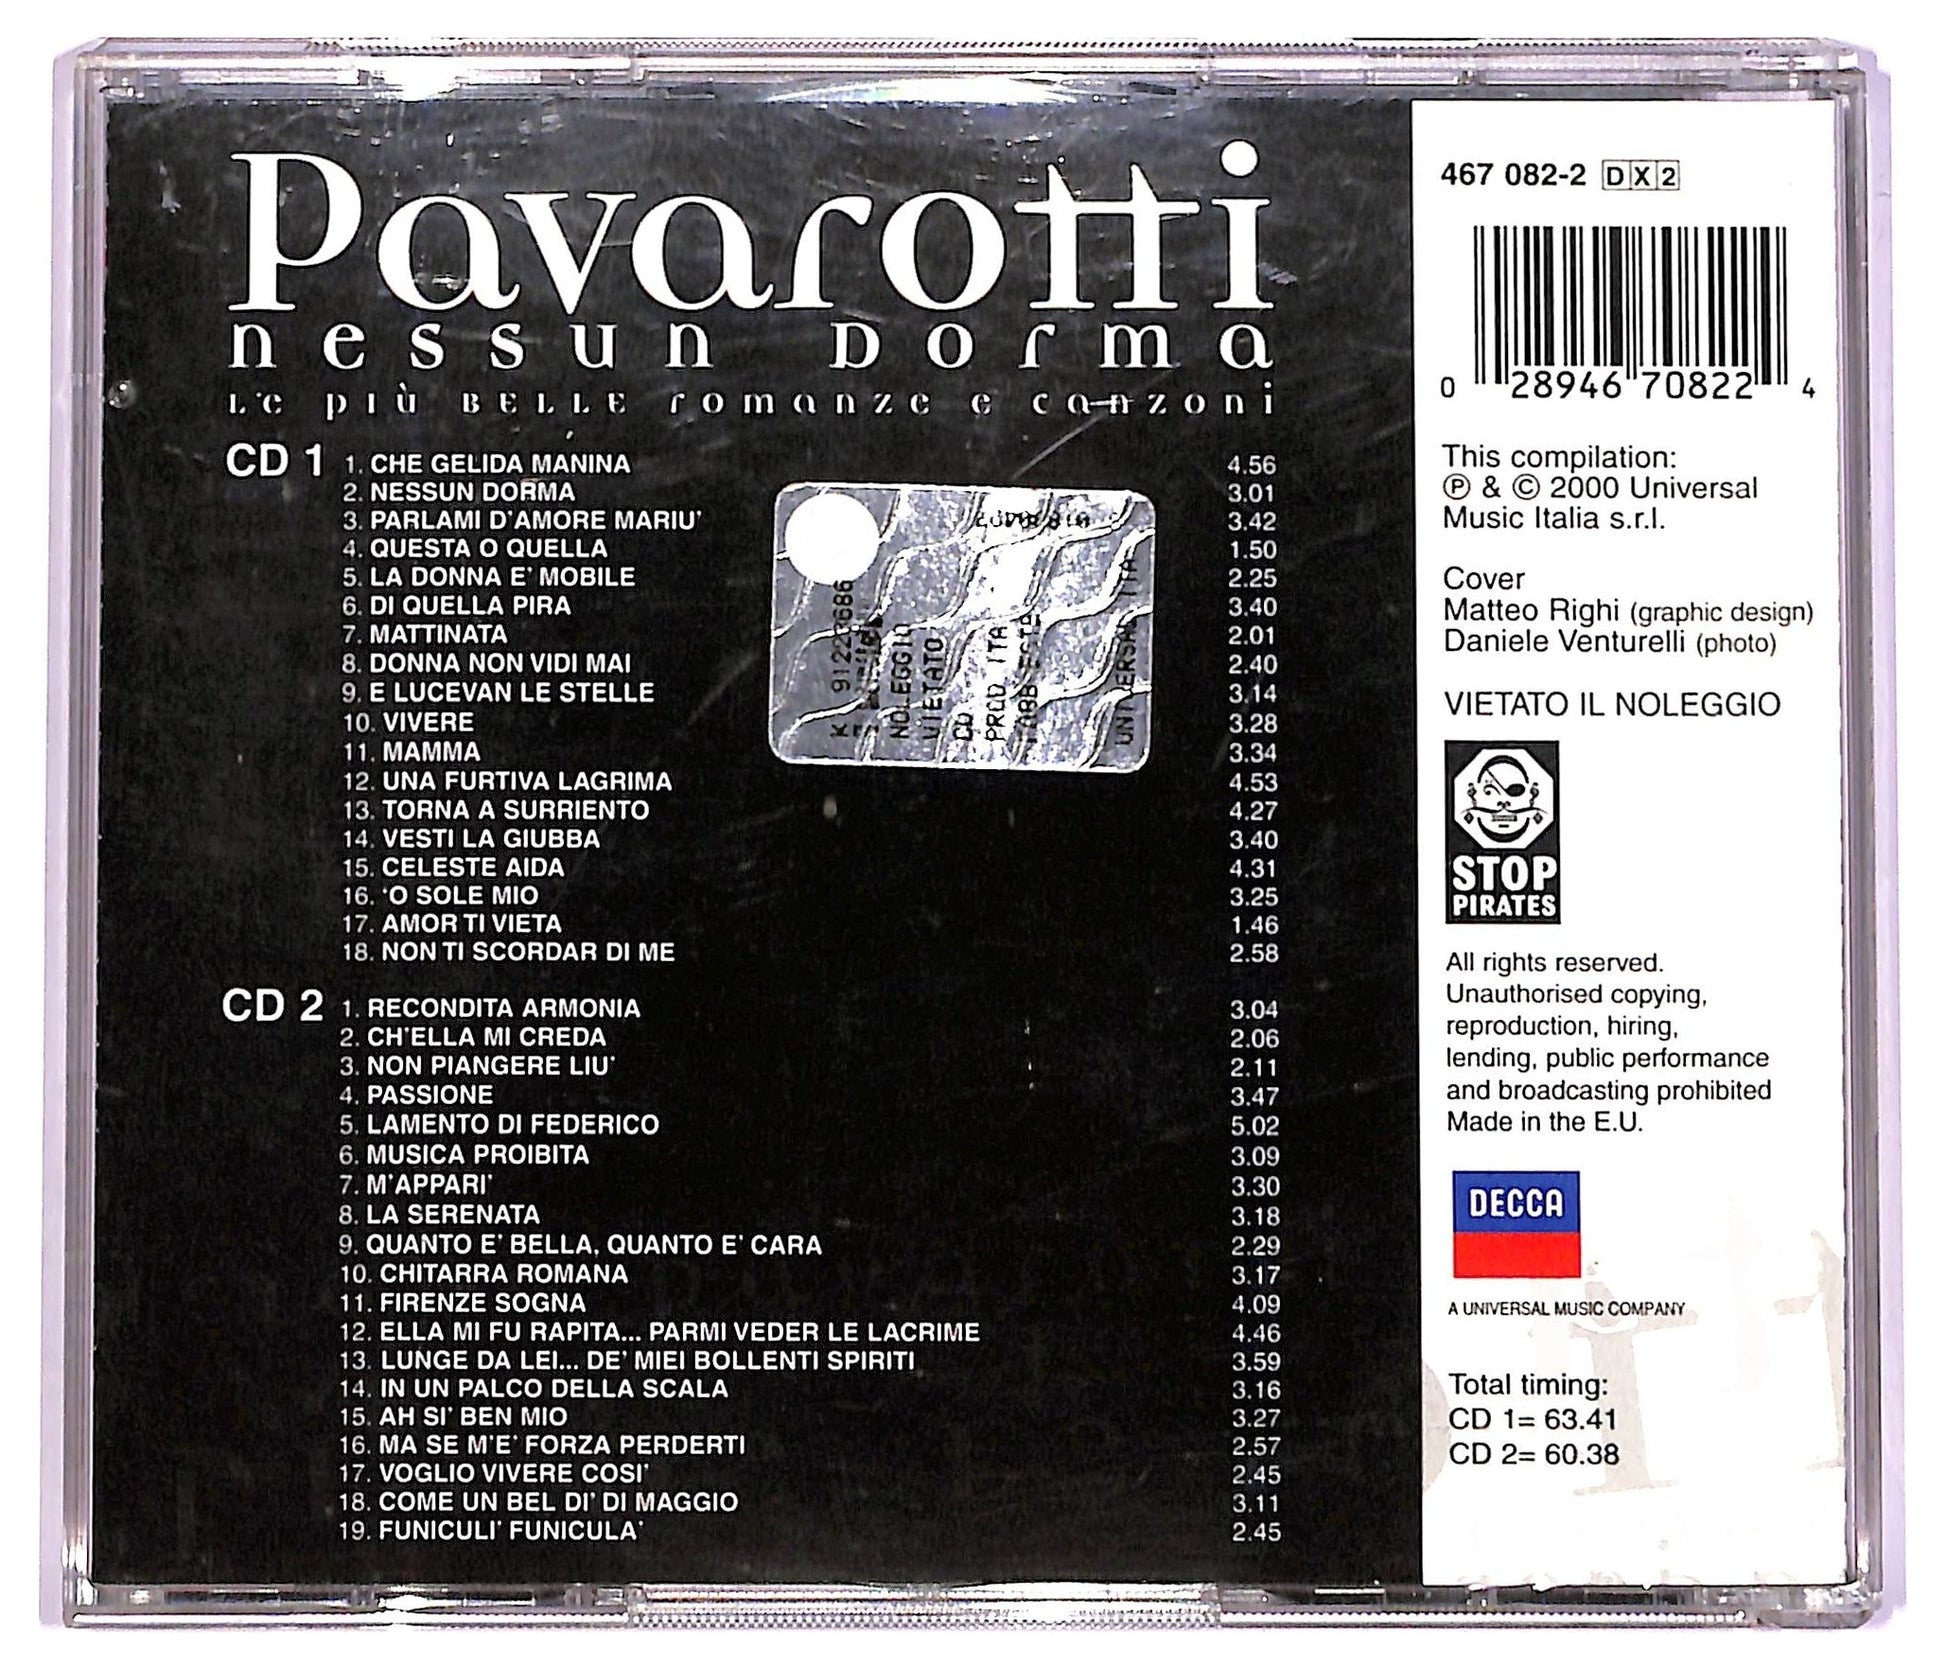 Pavarotti
nessun dorma
Le più BELLE romanze e canzoni
CD 1
1. CHE GELIDA MANINA 4.56
2. NESSUN DORMA 3.01
3. PARLAMI D'AMORE MARIU' 3.42
4. QUESTA O QUELLA 1.50
5. LA DONNA E' MOBILE 2.25
6. DI QUELLA PIRA 3.40
7. MATTINATA 2.01
8. DONNA NON VIDI MAI 2.40
9. E LUCEVAN LE STELLE 3,14
10. VIVERE 3.28
11. MAMMA 3.34
12. UNA FURTIVA LAGRIMA 4.53
13. TORNA A SURRIENTO 4.27
14. VESTI LA GIUBBA 3.40
15. CELESTE AIDA 4.31
16. 'O SOLE MIO 3.25
17. AMOR TI VIETA 1.46
18. NON TI SCORDAR DI ME 2.58
CD 2
1. RECONDITA ARMONIA 3.04
2. CH'ELLA MI CREDA 2.06
3. NON PIANGERE LIU' 2.11
4. PASSIONE 3.47
5. LAMENTO DI FEDERICO 5.02
6. MUSICA PROIBITA 3.09
7. M'APPARI' 3.30
8. LA SERENATA 3.18
9. QUANTO E' BELLA, QUANTO E' CARA 2.29
10. CHITARRA ROMANA 3.17
11. FIRENZE SOGNA 4.09
12. ELLA MI FU RAPITA... PARMI VEDER LE LACRIME 4.46
13. LUNGE DA LEI... DE' MIEI BOLLENTI SPIRITI 3.59
14. IN UN PALCO DELLA SCALA 3.16
15. AH SI' BEN MIO 3.27
16. MA SE M'E' FORZA PERDERTI 2.57
17. VOGLIO VIVERE COSI' 2.45
18. COME UN BEL DI' DI MAGGIO 3.11
19. FUNICULI' FUNICULA' 2.45
NOLEGGIO
VIETATO
CD
PROD ITA
467 082-2 DX2
0 28946 70822 4
This compilation:
℗ & © 2000 Universal
Music Italia s.r.l.
Cover
Matteo Righi (graphic design)
Daniele Venturelli (photo)
VIETATO IL NOLEGGIO
STOP
PIRATES
All rights reserved.
Unauthorised copying,
reproduction, hiring,
lending, public performance
and broadcasting prohibited
Made in the E.U.
DECCA
A UNIVERSAL MUSIC COMPANY
Total timing:
CD 1= 63.41
CD 2= 60.38